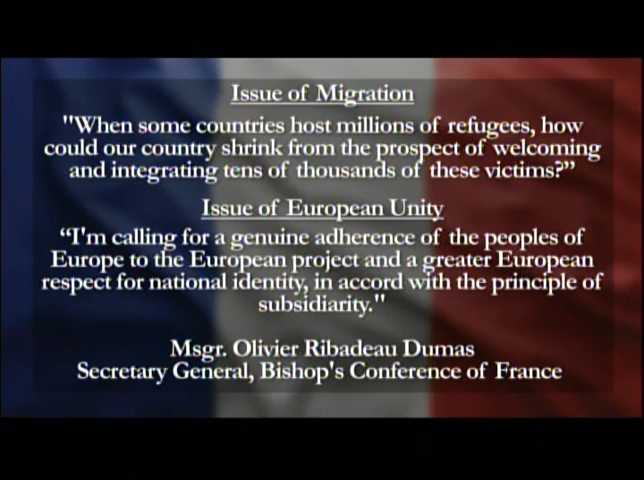 Issue of Migration
"When some countries host millions of refugees, how
could our country shrink from the prospect of welcoming
and integrating tens of thousands of these victims?”
Issue of European Unity
“I'm calling for a genuine adherence of the peoples of
Europe to the European project and a greater European
respect for national identity, in accord with the principle of
subsidiarity."
Msgr. Olivier Ribadeau Dumas
Secretary General, Bishop's Conference of France